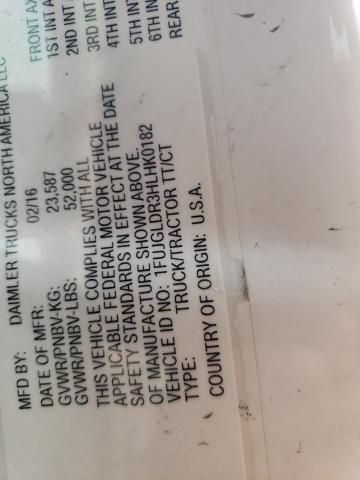 MFD BY: DAIMLER TRUCKS NORTH AMERICA LLC
DATE OF MFR: 02/16
GVWR/PNBV-KG: 23,587
GVWR/PNBV-LBS: 52,000
THIS VEHICLE COMPLIES WITH ALL
APPLICABLE FEDERAL MOTOR VEHICLE
SAFETY STANDARDS IN EFFECT AT THE DATE
OF MANUFACTURE SHOWN ABOVE.
VEHICLE ID NO: 1FUJGLDR3HLHK0182
TYPE: TRUCK/TRACTOR TT/CT
COUNTRY OF ORIGIN: U.S.A.
FRONT AX
1ST INT A
2ND INT
3RD INT
4TH INT
5TH INT
6TH INT
REAR